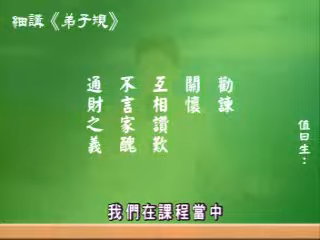 細講《弟子規》
勸諫
關懷
互相讚歎
不言家醜
通財之義
值日生：
我們在課程當中